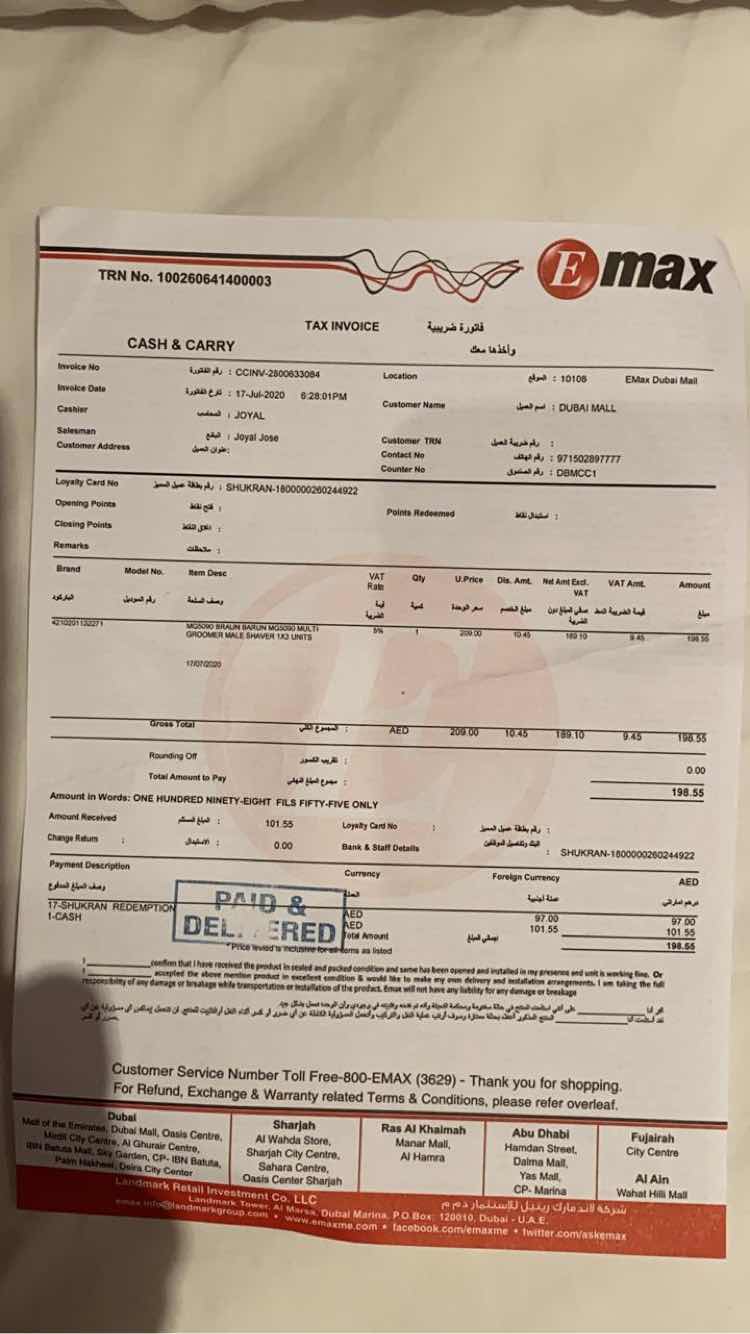 Emax
TRN No. 100260641400003
TAX INVOICE فاتورة ضريبية
CASH & CARRY وأخذها معك
Invoice No رقم الفاتورة : CCINV-2800633084
Location الموقع : 10106 EMax Dubai Mall
Invoice Date تاريخ الفاتورة : 17-Jul-2020 6:28:01PM
Customer Name اسم العميل : DUBAI MALL
Cashier المحاسب : JOYAL
Salesman البائع : Joyal Jose
Customer TRN رقم ضريبة العميل :
Customer Address عنوان العميل:
Contact No رقم الهاتف : 971502897777
Counter No رقم الصندوق : DBMCC1
Loyalty Card No رقم بطاقة عميل المميز : SHUKRAN-1800000260244922
Opening Points فتح نقاط :
Points Redeemed استبدال نقاط :
Closing Points اغلاق النقاط :
Remarks ملاحظات :
Brand Model No. Item Desc VAT Rate Qty U.Price Dis. Amt. Net Amt Excl. VAT VAT Amt. Amount
الباركود رقم الموديل وصف السلعة قيمة الضريبة كمية سعر الوحدة مبلغ الخصم صافي المبلغ دون الضريبة قيمة الضريبة مبلغ
4210201132271 MG5090 BRAUN BARUN MG5090 MULTI 5% 1 209.00 10.45 189.10 9.45 198.55
GROOMER MALE SHAVER 1X2 UNITS
17/07/2020
Gross Total المجموع الكلي : AED 209.00 10.45 189.10 9.45 198.55
Rounding Off تقريب الكسور : 0.00
Total Amount to Pay مجموع المبلغ النهائي : 198.55
Amount in Words: ONE HUNDRED NINETY-EIGHT FILS FIFTY-FIVE ONLY
Amount Received المبلغ المستلم : 101.55 Loyalty Card No : رقم بطاقة عميل المميز :
Change Return : الاستبدال : 0.00 Bank & Staff Details : SHUKRAN-1800000260244922
Payment Description Currency Foreign Currency AED
وصف المبلغ المدفوع العملة عملة أجنبية درهم اماراتي
17-SHUKRAN REDEMPTION AED 97.00 97.00
1-CASH AED 101.55 101.55
Total Amount اجمالي المبلغ 198.55
PAID &
DELIVERED
*Price levied is inclusive for all items as listed
I ____ confirm that I have received the product in sealed and packed condition and same has been opened and installed in my presence and unit is working fine. Or
I ____ accepted the above mention product in excellent condition & would like to make my own delivery and installation arrangements. I am taking the full
responsibility of any damage or breakage while transportation or installation of the product. Emax will not have any liability for any damage or breakage
Customer Service Number Toll Free-800-EMAX (3629) - Thank you for shopping.
For Refund, Exchange & Warranty related Terms & Conditions, please refer overleaf.
Dubai
Mall of the Emirates, Dubai Mall, Oasis Centre,
Mirdif City Centre, Al Ghurair Centre,
IBN Batuta Mall, Sky Garden, CP- IBN Batuta,
Palm Nakheel, Deira City Center
Sharjah
Al Wahda Store,
Sharjah City Centre,
Sahara Centre,
Oasis Center Sharjah
Ras Al Khaimah
Manar Mall,
Al Hamra
Abu Dhabi
Hamdan Street,
Dalma Mall,
Yas Mall,
CP- Marina
Fujairah
City Centre
Al Ain
Wahat Hilli Mall
Landmark Retail Investment Co. LLC شركة لاندمارك ريتيل للإستثمار ذ م م
Landmark Tower, Al Marsa, Dubai Marina, P.O Box: 120010, Dubai - U.A.E.
emax.info@landmarkgroup.com • www.emaxme.com • facebook.com/emaxme • twitter.com/askemax